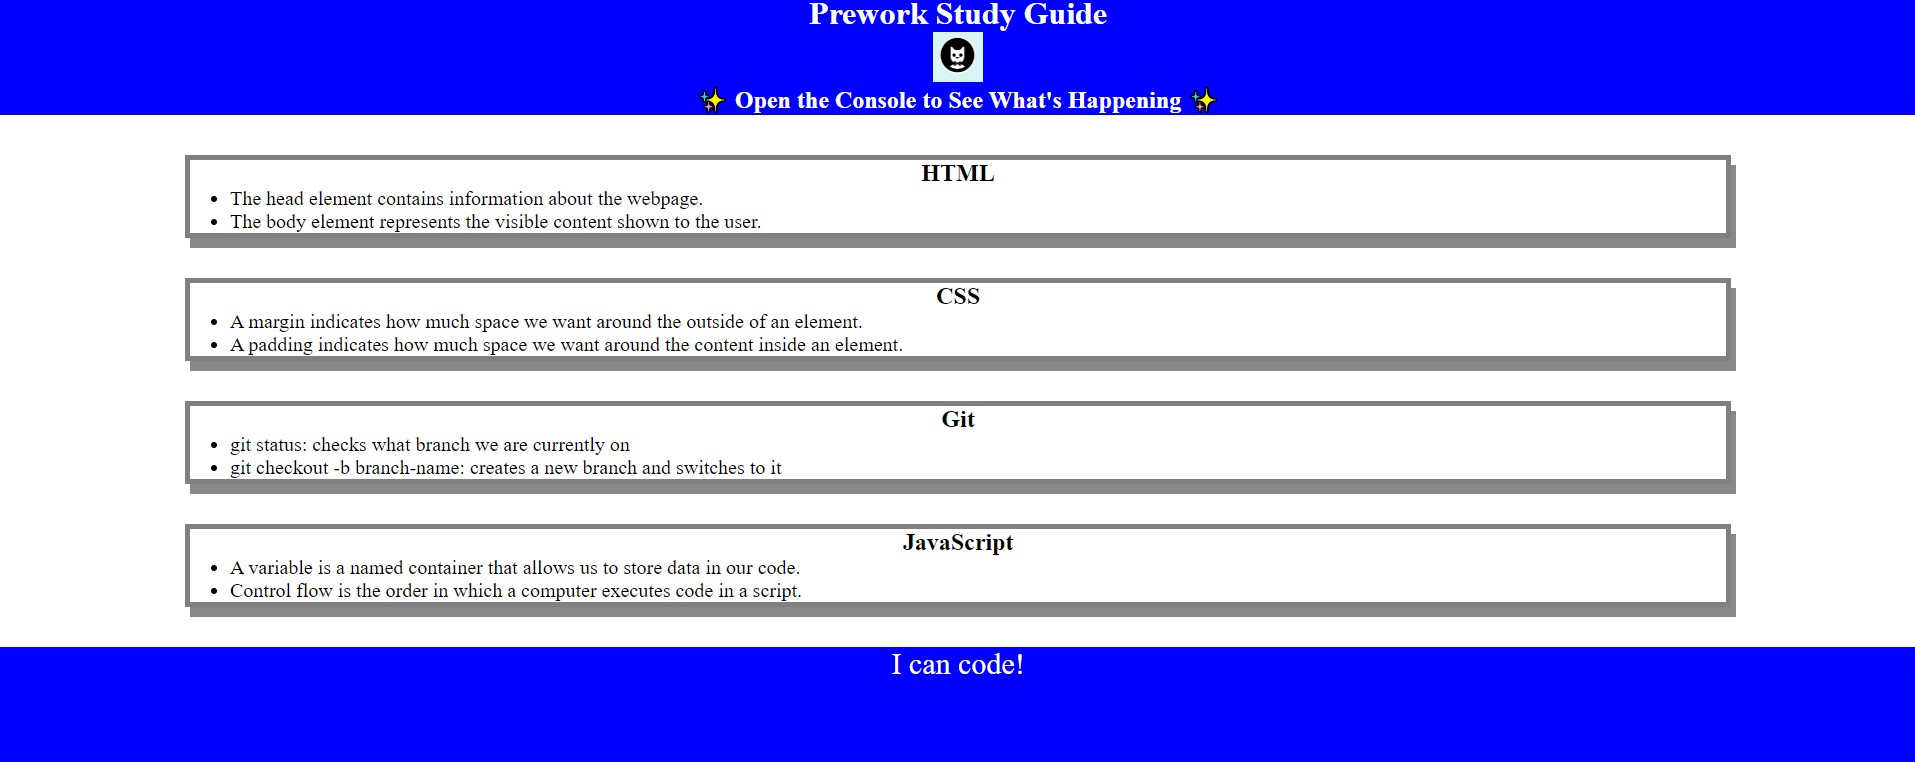 Prework Study Guide
✨ Open the Console to See What's Happening ✨
HTML
• The head element contains information about the webpage.
• The body element represents the visible content shown to the user.
CSS
• A margin indicates how much space we want around the outside of an element.
• A padding indicates how much space we want around the content inside an element.
Git
• git status: checks what branch we are currently on
• git checkout -b branch-name: creates a new branch and switches to it
JavaScript
• A variable is a named container that allows us to store data in our code.
• Control flow is the order in which a computer executes code in a script.
I can code!